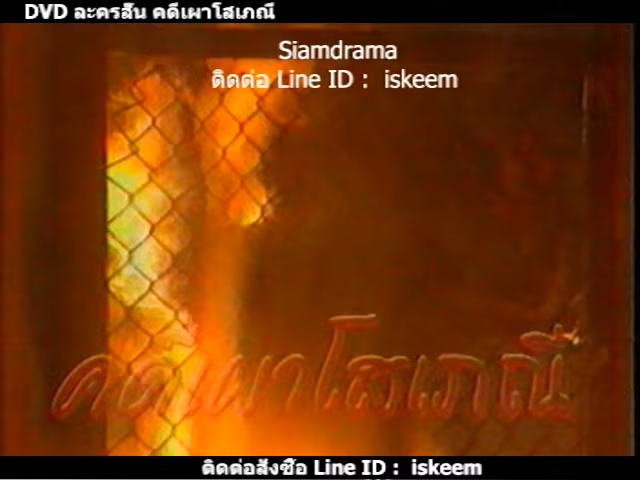 DVD ละครสั้น คดีเผาโสเภณี
Siamdrama
ติดต่อ Line ID : iskeem
คดีเผาโสเภณี
ติดต่อสั่งซื้อ Line ID : iskeem